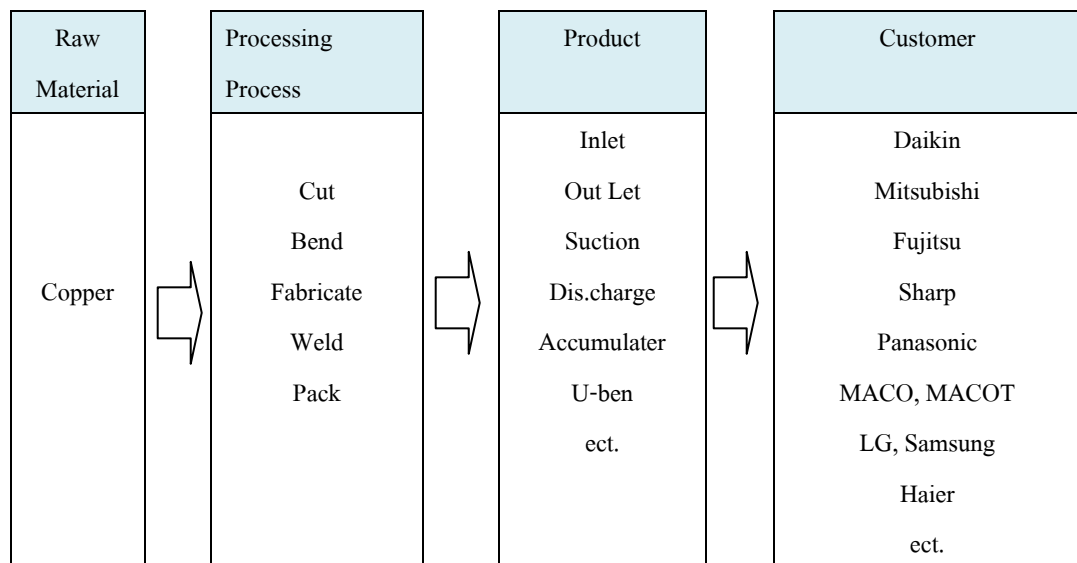 Raw
Material
Processing
Process
Product
Customer
Copper
Cut
Bend
Fabricate
Weld
Pack
Inlet
Out Let
Suction
Dis.charge
Accumulater
U-ben
ect.
Daikin
Mitsubishi
Fujitsu
Sharp
Panasonic
MACO, MACOT
LG, Samsung
Haier
ect.